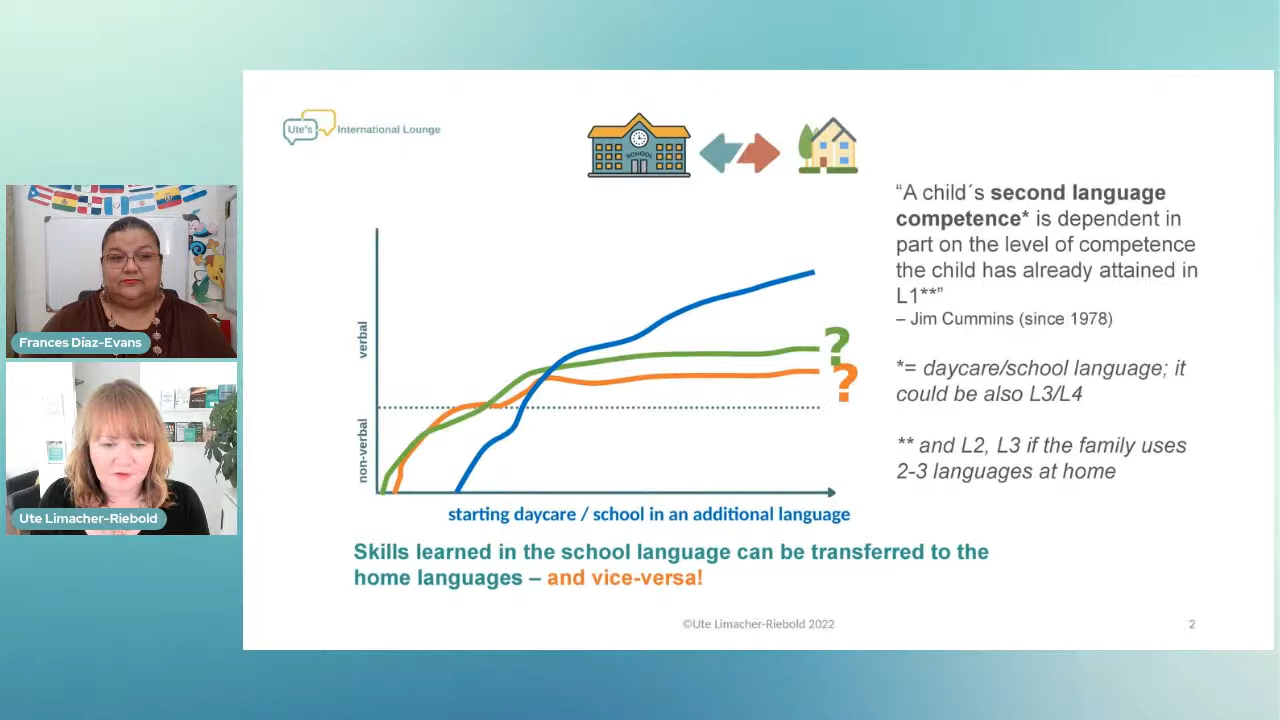 Ute's International Lounge
SCHOOL
"A child´s second language
competence* is dependent in
part on the level of competence
the child has already attained in
L1**"
– Jim Cummins (since 1978)
*= daycare/school language; it
could be also L3/L4
** and L2, L3 if the family uses
2-3 languages at home
verbal
non-verbal
?
?
starting daycare / school in an additional language
Skills learned in the school language can be transferred to the
home languages – and vice-versa!
©Ute Limacher-Riebold 2022
2
Frances Díaz-Evans
Ute Limacher-Riebold